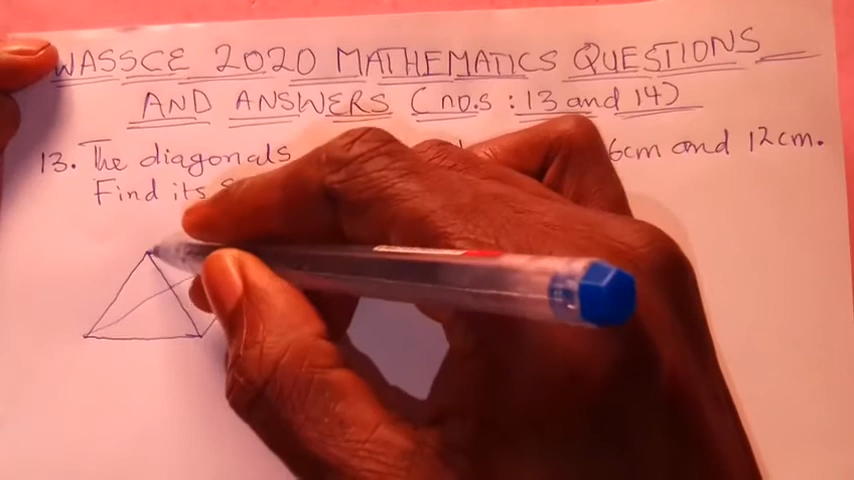 WASSCE 2020 MATHEMATICS QUESTIONS
AND ANSWERS (no.s : 13 and 14)
13. The diagonals 6cm and 12cm.
Find its